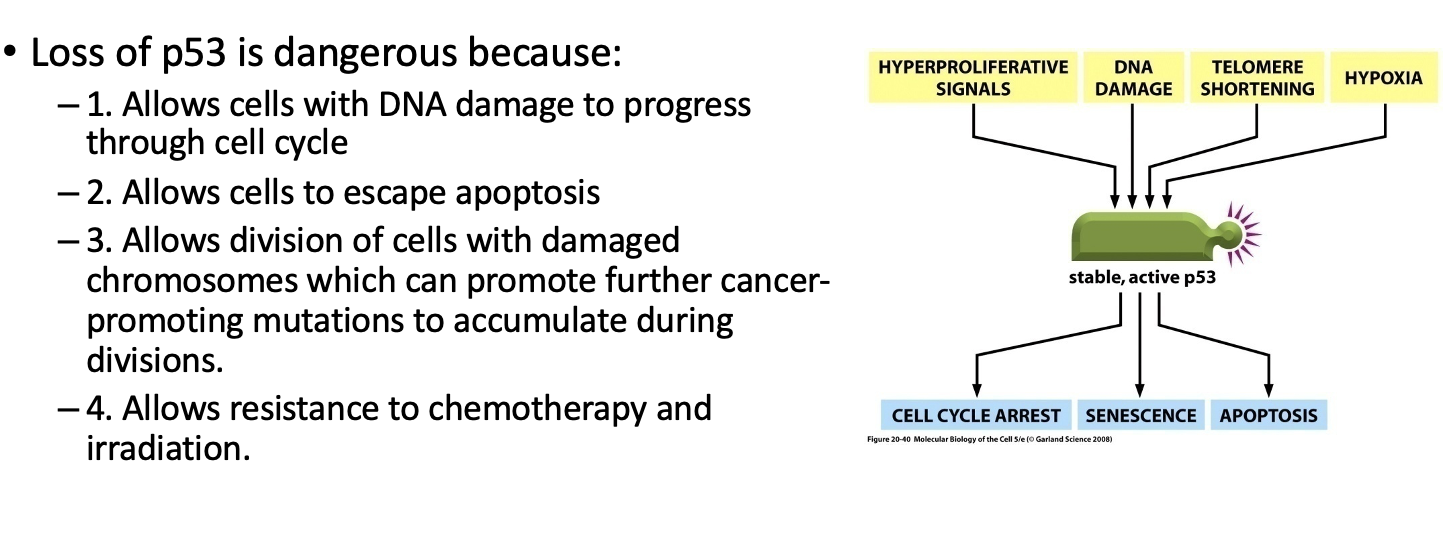 • Loss of p53 is dangerous because:
– 1. Allows cells with DNA damage to progress
through cell cycle
– 2. Allows cells to escape apoptosis
– 3. Allows division of cells with damaged
chromosomes which can promote further cancer-
promoting mutations to accumulate during
divisions.
– 4. Allows resistance to chemotherapy and
irradiation.
HYPERPROLIFERATIVE
SIGNALS
DNA
DAMAGE
TELOMERE
SHORTENING
HYPOXIA
stable, active p53
CELL CYCLE ARREST
SENESCENCE
APOPTOSIS
Figure 20-40 Molecular Biology of the Cell 5/e (© Garland Science 2008)